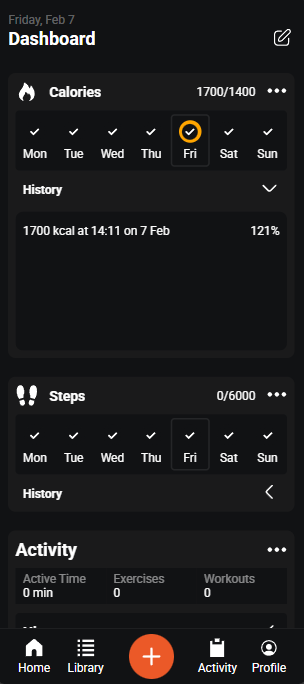 Friday, Feb 7
Dashboard
Calories 1700/1400
Mon Tue Wed Thu Fri Sat Sun
History
1700 kcal at 14:11 on 7 Feb 121%
Steps 0/6000
Mon Tue Wed Thu Fri Sat Sun
History
Activity
Active Time Exercises Workouts
0 min 0 0
Home Library Activity Profile